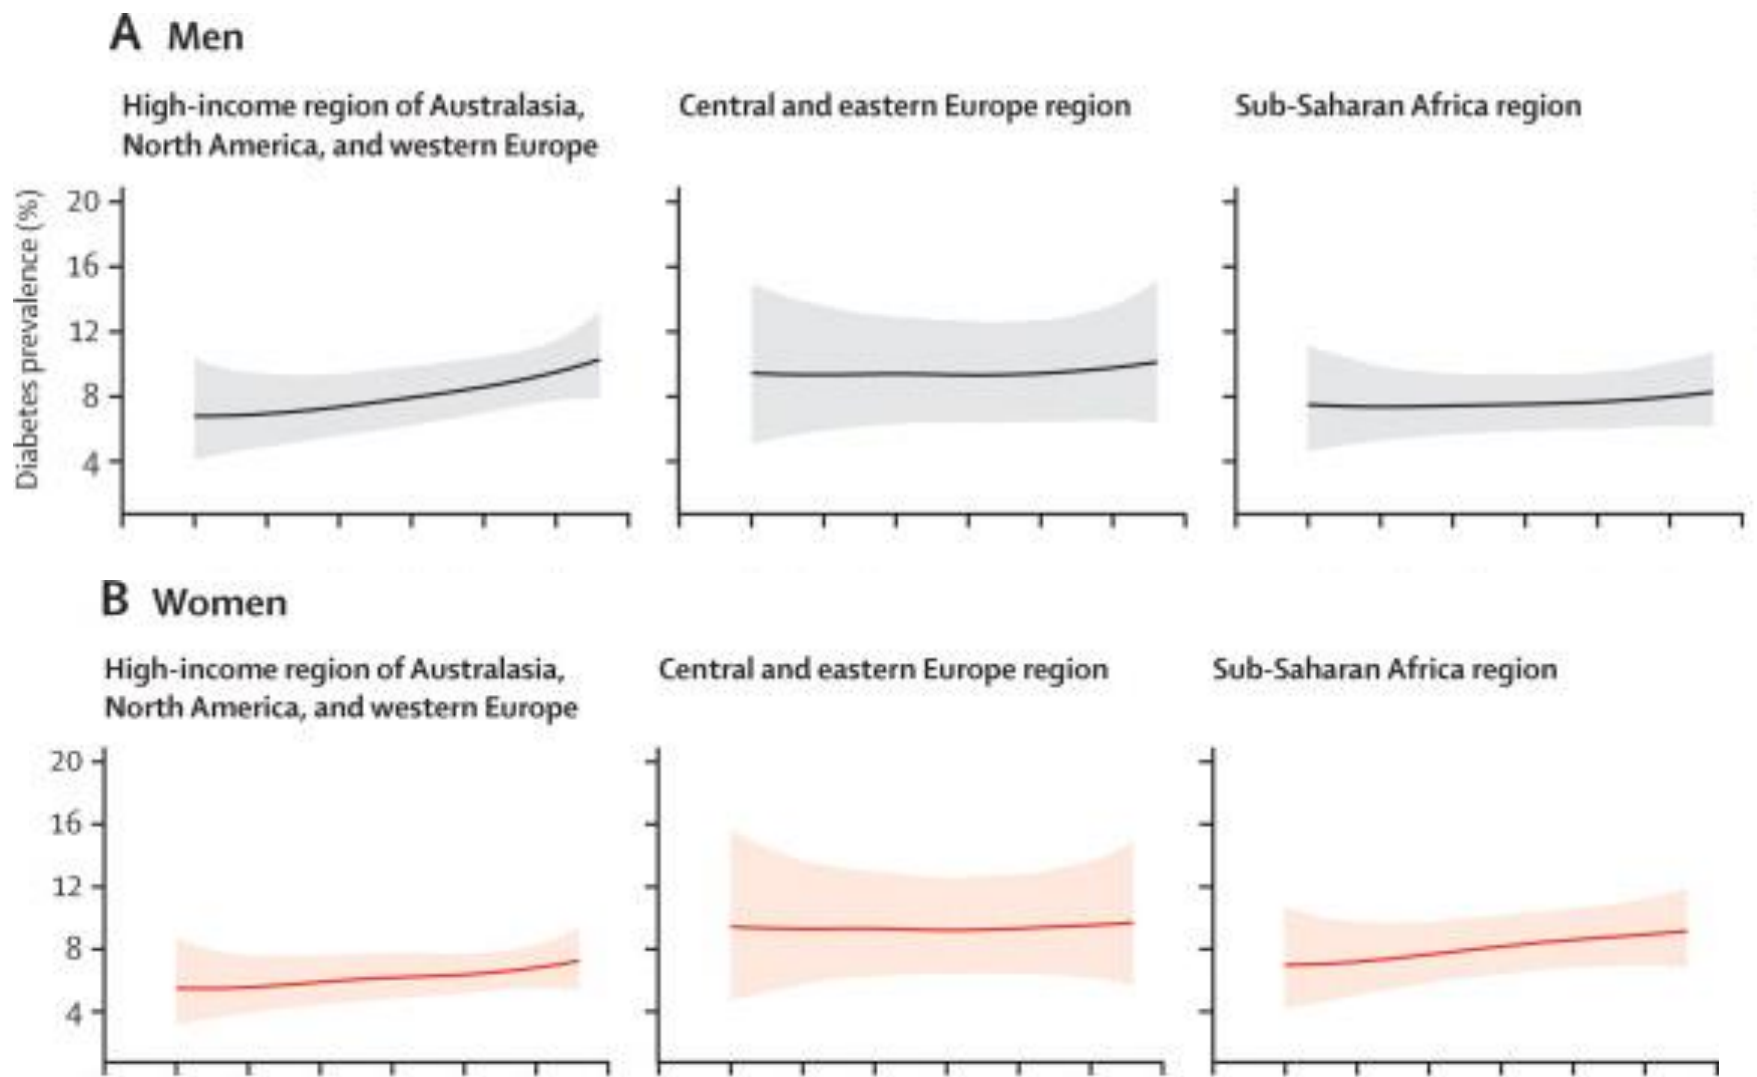 A Men
High-income region of Australasia,
North America, and western Europe
Central and eastern Europe region
Sub-Saharan Africa region
Diabetes prevalence (%)
20
16
12
8
4
B Women
High-income region of Australasia,
North America, and western Europe
Central and eastern Europe region
Sub-Saharan Africa region
20
16
12
8
4